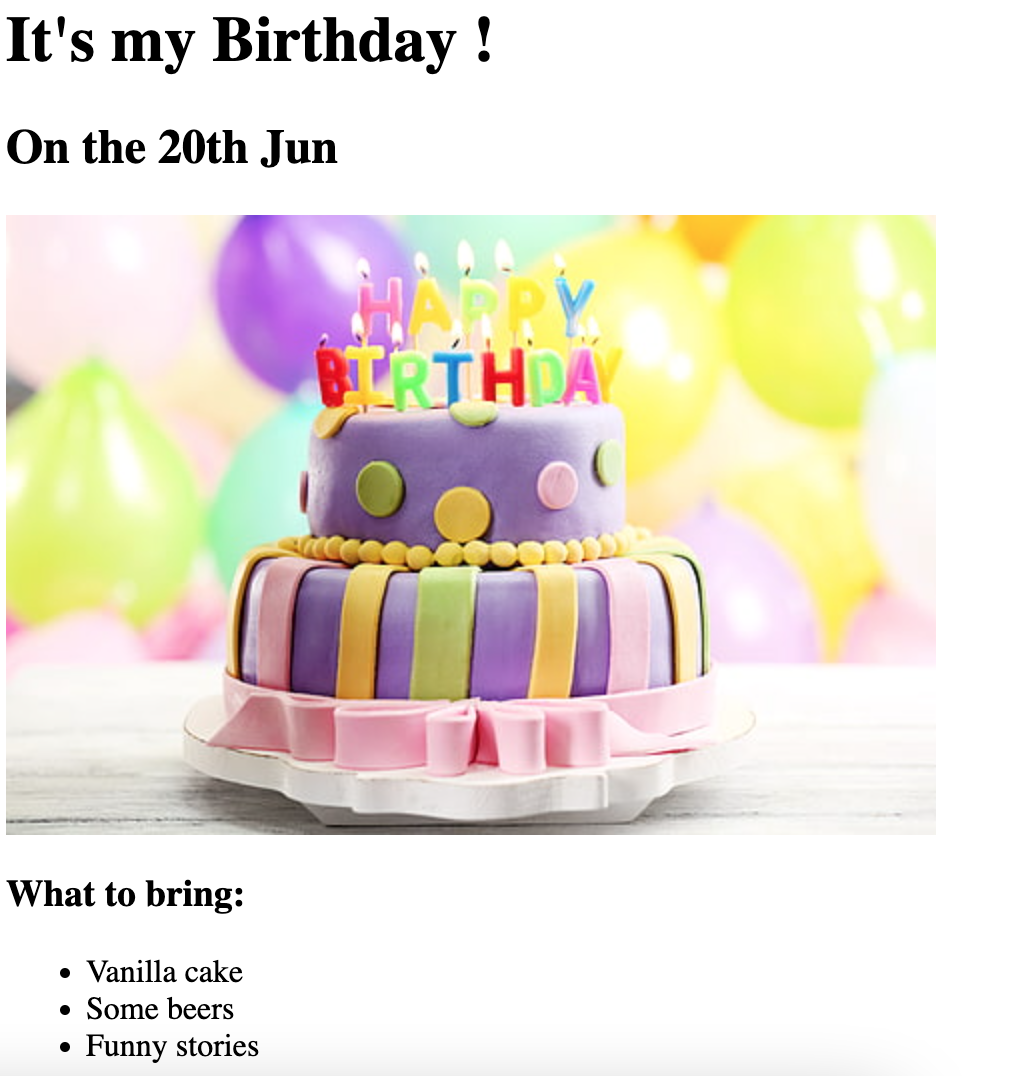 It's my Birthday !
On the 20th Jun
HAPPY
BIRTHDAY
What to bring:
Vanilla cake
Some beers
Funny stories